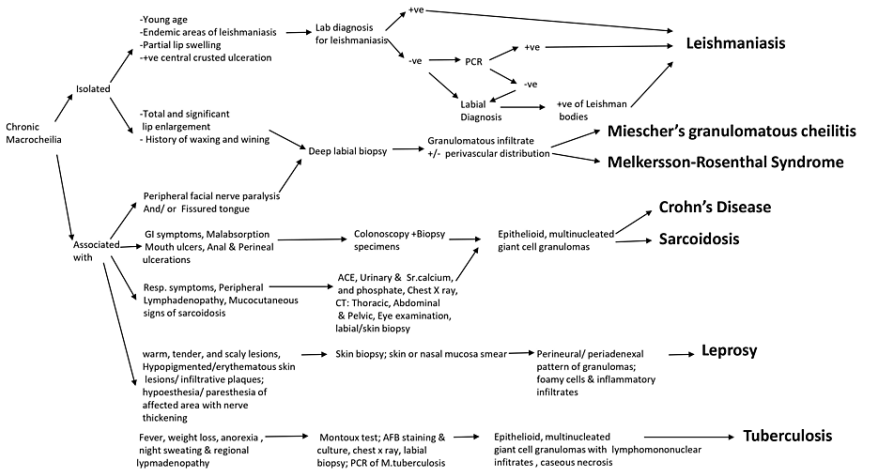 Chronic
Macrocheilia
Isolated
-Young age
-Endemic areas of leishmaniasis
-Partial lip swelling
-+ve central crusted ulceration
Lab diagnosis
for leishmaniasis
+ve
-ve
PCR
+ve
-ve
Labial
Diagnosis
+ve of Leishman
bodies
Leishmaniasis
-Total and significant
lip enlargement
- History of waxing and wining
Deep labial biopsy
Granulomatous infiltrate
+/- perivascular distribution
Miescher's granulomatous cheilitis
Melkersson-Rosenthal Syndrome
Associated
with
Peripheral facial nerve paralysis
And/ or Fissured tongue
GI symptoms, Malabsorption
Mouth ulcers, Anal & Perineal
ulcerations
Colonoscopy +Biopsy
specimens
Epithelioid, multinucleated
giant cell granulomas
Crohn's Disease
Sarcoidosis
Resp. symptoms, Peripheral
Lymphadenopathy, Mucocutaneous
signs of sarcoidosis
ACE, Urinary & Sr.calcium,
and phosphate, Chest X ray,
CT: Thoracic, Abdominal
& Pelvic, Eye examination,
labial/skin biopsy
warm, tender, and scaly lesions,
Hypopigmented/erythematous skin
lesions/ infiltrative plaques;
hypoesthesia/ paresthesia of
affected area with nerve
thickening
Skin biopsy; skin or nasal mucosa smear
Perineural/ periadenexal
pattern of granulomas;
foamy cells & inflammatory
infiltrates
Leprosy
Fever, weight loss, anorexia ,
night sweating & regional
lypmadenopathy
Montoux test; AFB staining &
culture, chest x ray, labial
biopsy; PCR of M.tuberculosis
Epithelioid, multinucleated
giant cell granulomas with lymphomononuclear
infitrates , caseous necrosis
Tuberculosis